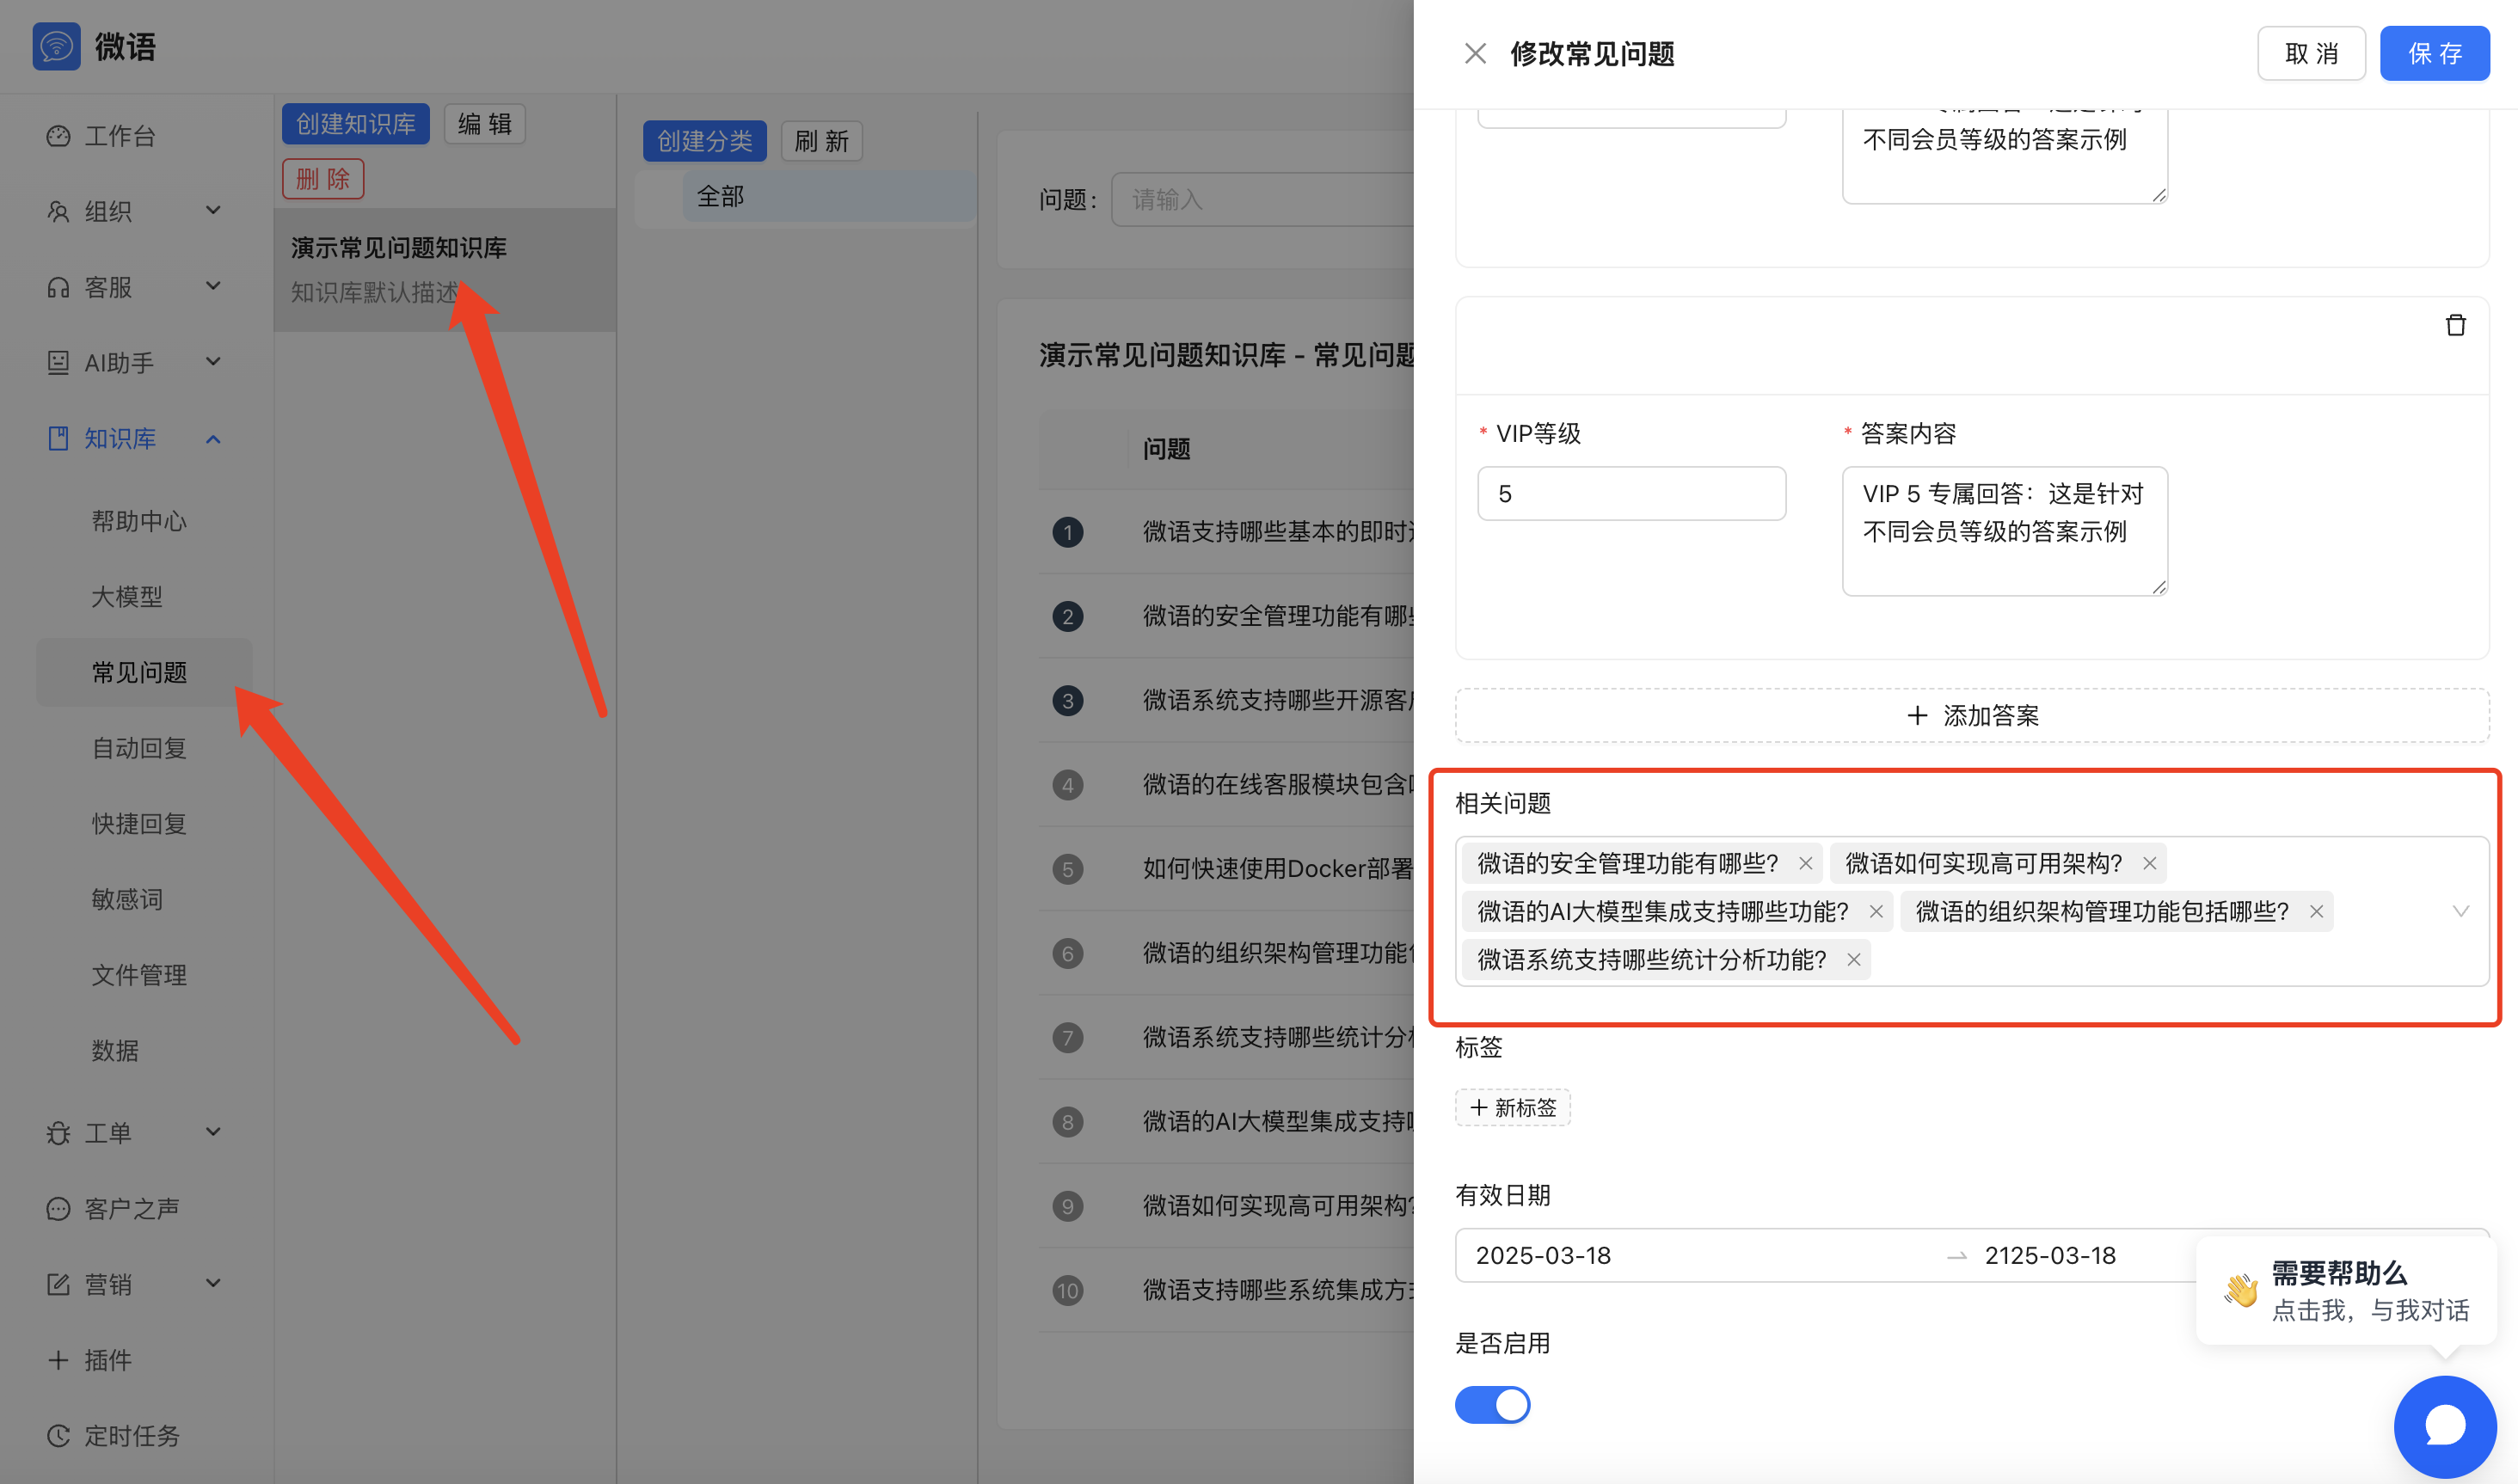 微语
工作台
组织
客服
AI助手
知识库
帮助中心
大模型
常见问题
自动回复
快捷回复
敏感词
文件管理
数据
工单
客户之声
营销
插件
定时任务
创建知识库
编 辑
删 除
演示常见问题知识库
知识库默认描述
创建分类
刷 新
全部
问题：
请输入
演示常见问题知识库 - 常见问题
问题
1 微语支持哪些基本的即时
2 微语的安全管理功能有哪
3 微语系统支持哪些开源客
4 微语的在线客服模块包含
5 如何快速使用Docker部署
6 微语的组织架构管理功能
7 微语系统支持哪些统计分
8 微语的AI大模型集成支持
9 微语如何实现高可用架构?
10 微语支持哪些系统集成方
修改常见问题
取 消
保 存
不同会员等级的答案示例
* VIP等级
* 答案内容
5
VIP 5 专属回答：这是针对
不同会员等级的答案示例
添加答案
相关问题
微语的安全管理功能有哪些?
微语如何实现高可用架构?
微语的AI大模型集成支持哪些功能?
微语的组织架构管理功能包括哪些?
微语系统支持哪些统计分析功能?
标签
+ 新标签
有效日期
2025-03-18
2125-03-18
是否启用
需要帮助么
点击我，与我对话